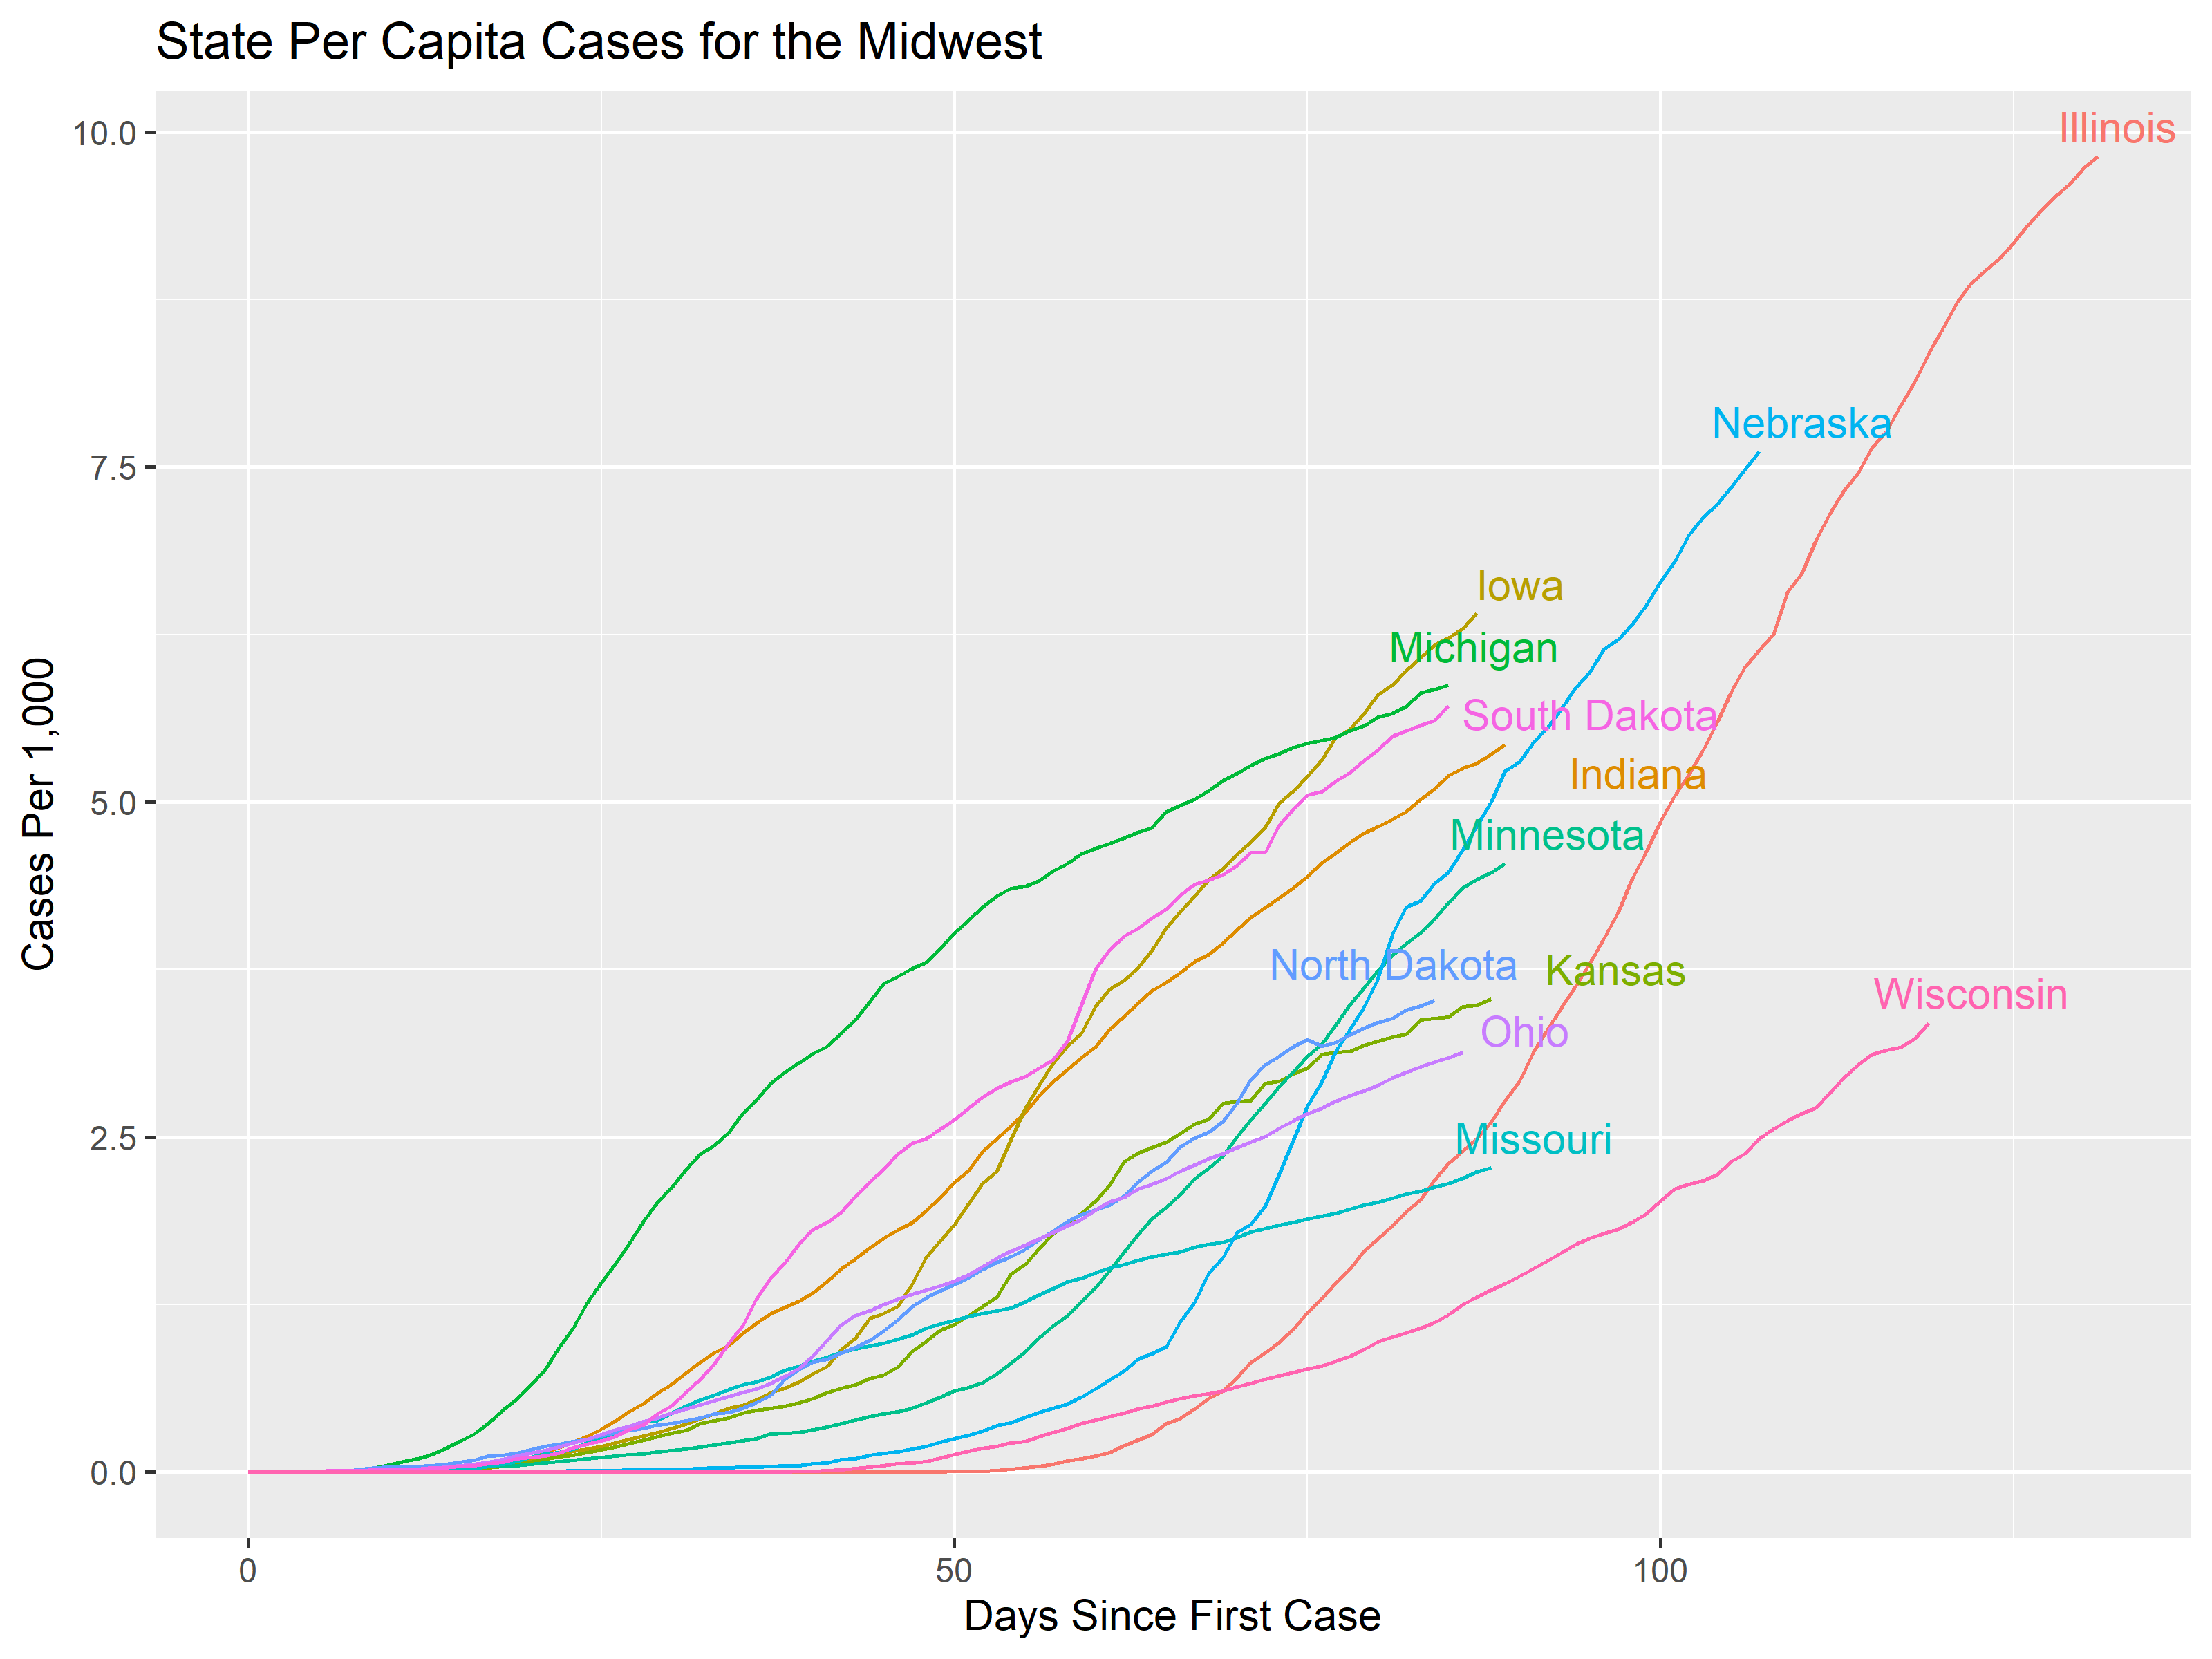 State Per Capita Cases for the Midwest
10.0
7.5
5.0
2.5
0.0
Cases Per 1,000
Illinois
Nebraska
Iowa
Michigan
South Dakota
Indiana
Minnesota
North Dakota
Kansas
Wisconsin
Ohio
Missouri
0
50
100
Days Since First Case